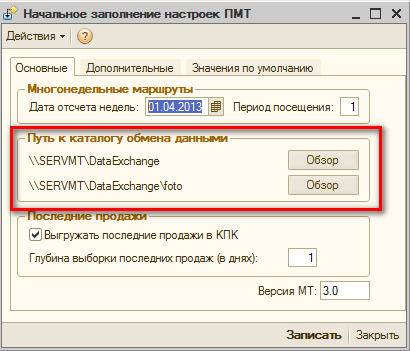 Начальное заполнение настроек ПМТ
Действия
Основные Дополнительные Значения по умолчанию
Многонедельные маршруты
Дата отсчета недель: 01.04.2013 Период посещения: 1
Путь к каталогу обмена данными
\\SERVMT\DataExchange Обзор
\\SERVMT\DataExchange\foto Обзор
Последние продажи
Выгружать последние продажи в КПК
Глубина выборки последних продаж (в днях): 1
Версия МТ: 3.0
Записать Закрыть